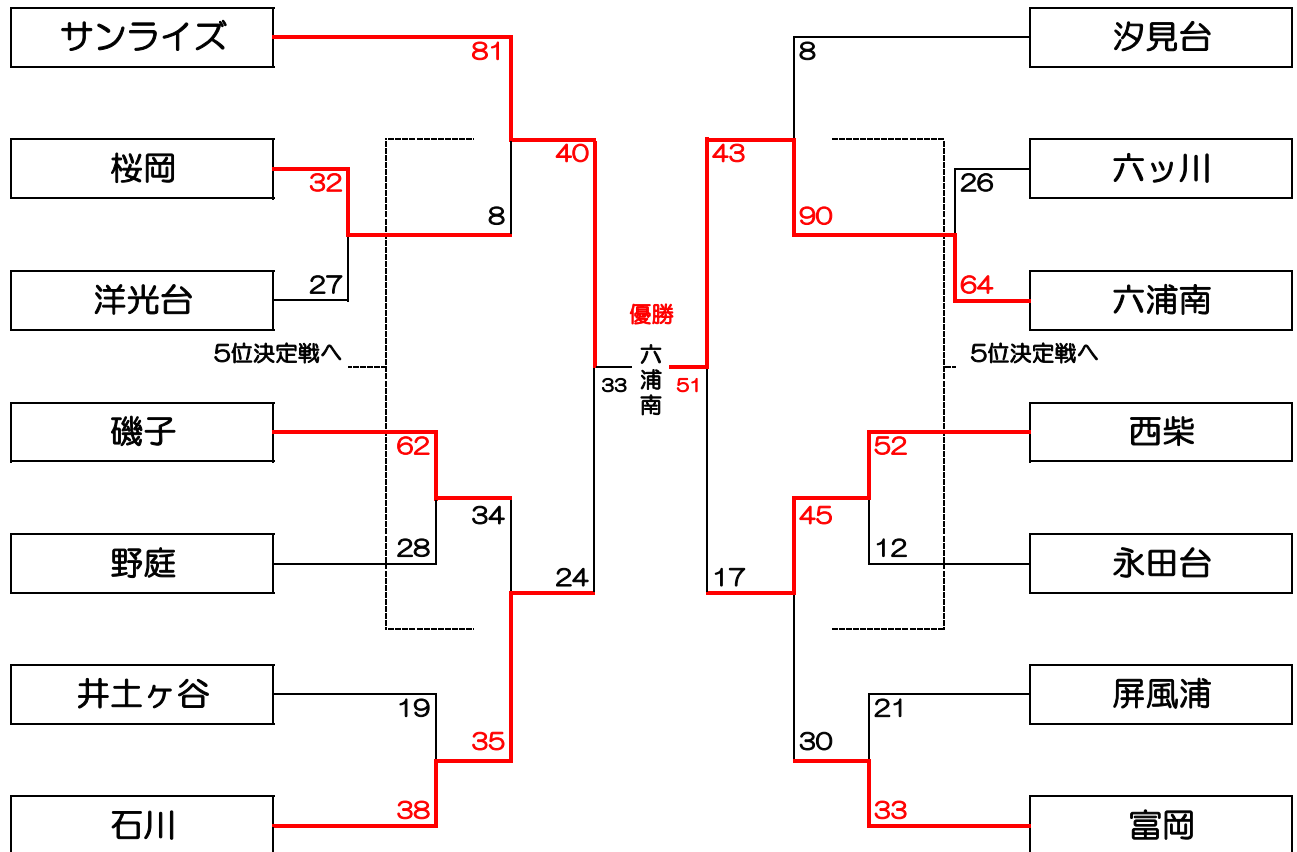 サンライズ
81
8
汐見台
桜岡
32
40
43
26
六ッ川
8
90
洋光台
27
64
六浦南
優勝
5位決定戦へ
六浦南
33
51
5位決定戦へ
磯子
62
52
西柴
34
45
野庭
28
12
永田台
24
17
井土ヶ谷
19
21
屏風浦
35
30
石川
38
33
富岡